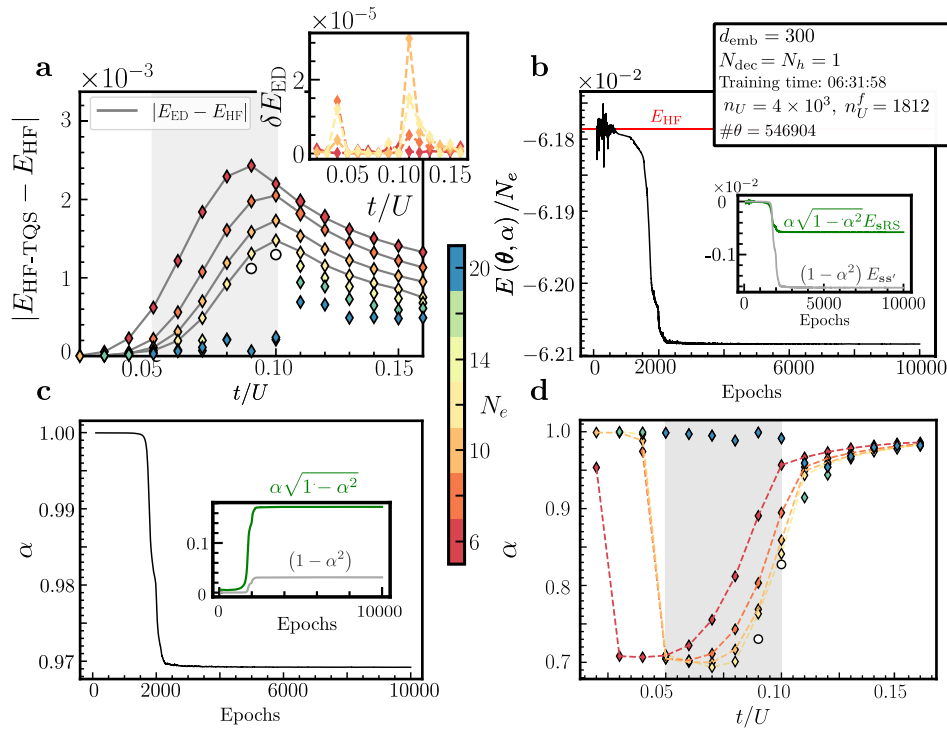 a
×10⁻³
|E_HF-TQS − E_HF|
3
2
1
0
|E_ED − E_HF|
0.05
0.10
0.15
t/U
×10⁻⁵
δE_ED
4
2
0
0.05
0.10
0.15
t/U
b
×10⁻²
E_HF
d_emb = 300
N_dec = N_h = 1
Training time: 06:31:58
n_U = 4 × 10³, n_U^f = 1812
#θ = 546904
E(θ, α)/N_e
−6.18
−6.19
−6.20
−6.21
0
2000
4000
6000
8000
10000
Epochs
×10⁻²
0
-0.1
α√1 − α² E_sRS
(1−α²) E_ss′
0
5000
10000
Epochs
20
14
N_e
10
6
c
α
1.00
0.99
0.98
0.97
0
2000
6000
10000
Epochs
α√1 − α²
(1−α²)
0.1
0
0
10000
Epochs
d
α
1.0
0.9
0.8
0.7
0.05
0.10
0.15
t/U